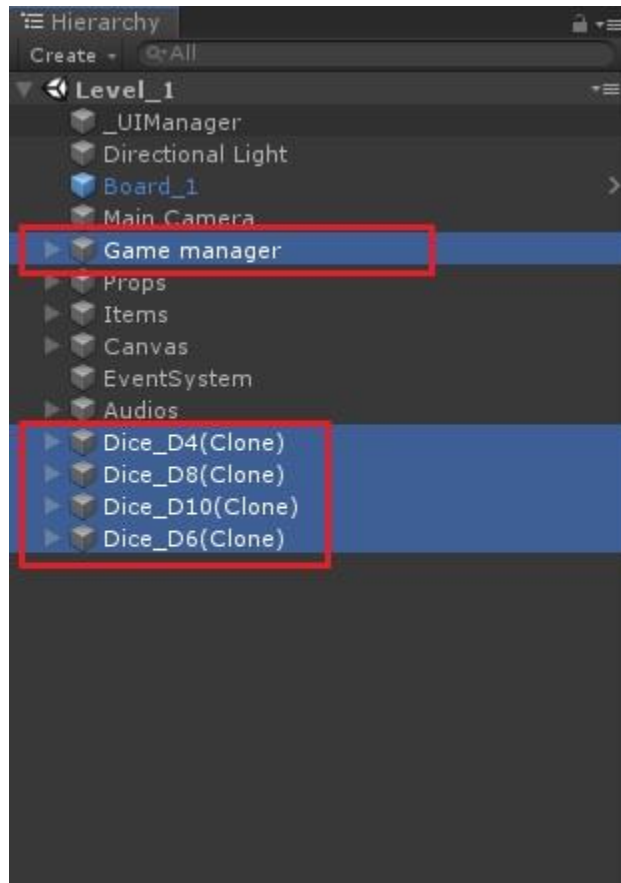 Hierarchy
Create All
Level_1
_UIManager
Directional Light
Board_1
Main Camera
Game manager
Props
Items
Canvas
EventSystem
Audios
Dice_D4(Clone)
Dice_D8(Clone)
Dice_D10(Clone)
Dice_D6(Clone)